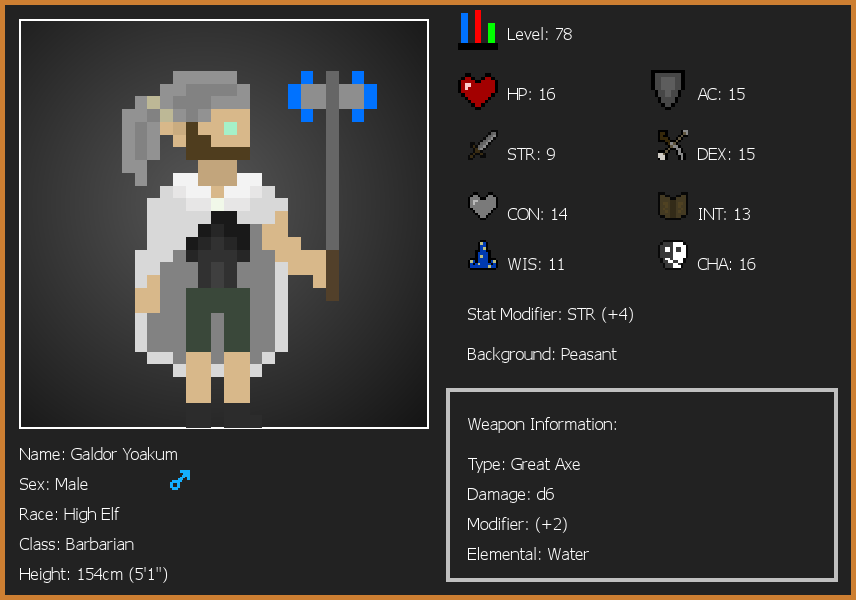 Level: 78
HP: 16
AC: 15
STR: 9
DEX: 15
CON: 14
INT: 13
WIS: 11
CHA: 16
Stat Modifier: STR (+4)
Background: Peasant
Weapon Information:
Type: Great Axe
Damage: d6
Modifier: (+2)
Elemental: Water
Name: Galdor Yoakum
Sex: Male
Race: High Elf
Class: Barbarian
Height: 154cm (5'1")